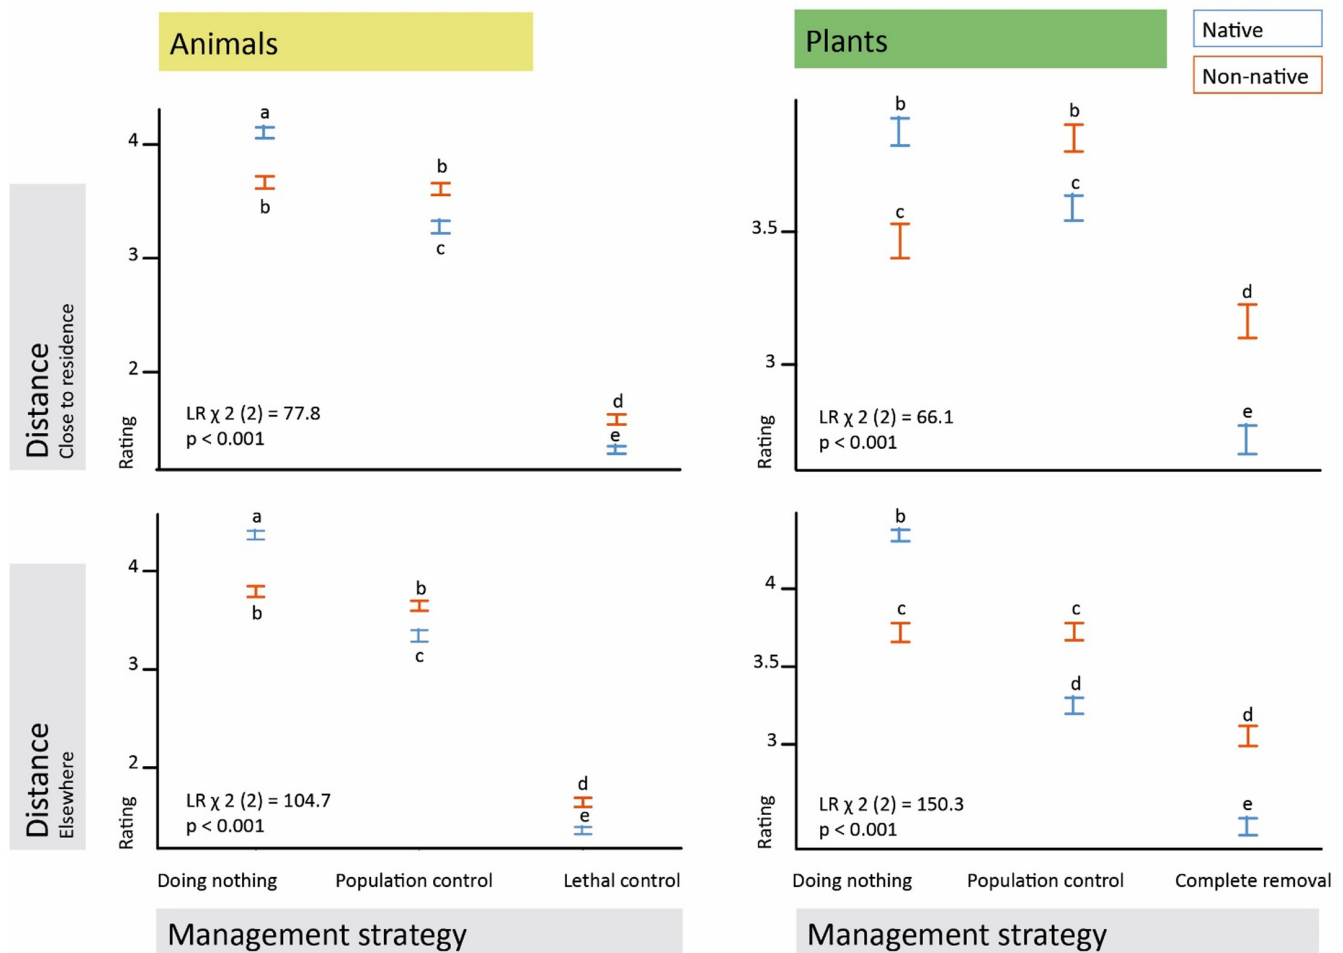 Animals
Plants
Native
Non-native
Distance
Close to residence
Rating
4
3
2
a
b
b
c
d
e
LR χ 2 (2) = 77.8
p < 0.001
Rating
3.5
3
b
c
b
c
d
e
LR χ 2 (2) = 66.1
p < 0.001
Distance
Elsewhere
Rating
4
3
2
a
b
b
c
d
e
LR χ 2 (2) = 104.7
p < 0.001
Doing nothing
Population control
Lethal control
Management strategy
Rating
4
3.5
3
b
c
c
d
d
e
LR χ 2 (2) = 150.3
p < 0.001
Doing nothing
Population control
Complete removal
Management strategy